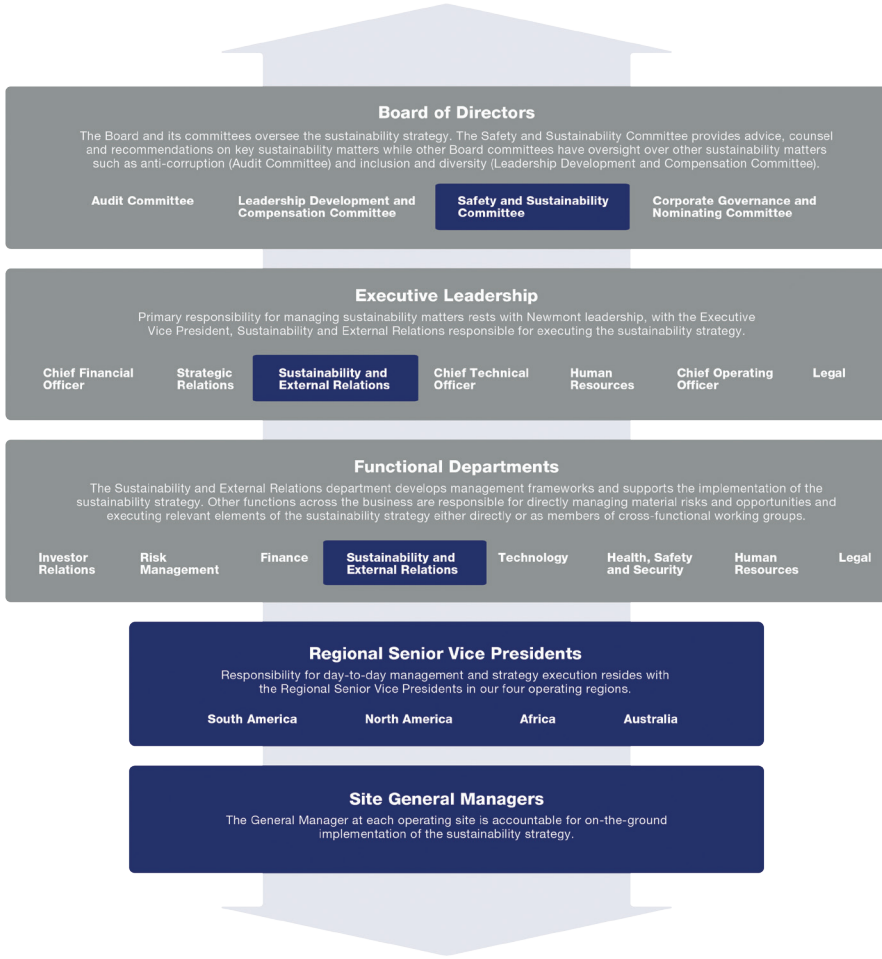 Board of Directors
The Board and its committees oversee the sustainability strategy. The Safety and Sustainability Committee provides advice, counsel
and recommendations on key sustainability matters while other Board committees have oversight over other sustainability matters
such as anti-corruption (Audit Committee) and inclusion and diversity (Leadership Development and Compensation Committee).
Audit Committee
Leadership Development and
Compensation Committee
Safety and Sustainability
Committee
Corporate Governance and
Nominating Committee
Executive Leadership
Primary responsibility for managing sustainability matters rests with Newmont leadership, with the Executive
Vice President, Sustainability and External Relations responsible for executing the sustainability strategy.
Chief Financial
Officer
Strategic
Relations
Sustainability and
External Relations
Chief Technical
Officer
Human
Resources
Chief Operating
Officer
Legal
Functional Departments
The Sustainability and External Relations department develops management frameworks and supports the implementation of the
sustainability strategy. Other functions across the business are responsible for directly managing material risks and opportunities and
executing relevant elements of the sustainability strategy either directly or as members of cross-functional working groups.
Investor
Relations
Risk
Management
Finance
Sustainability and
External Relations
Technology
Health, Safety
and Security
Human
Resources
Legal
Regional Senior Vice Presidents
Responsibility for day-to-day management and strategy execution resides with
the Regional Senior Vice Presidents in our four operating regions.
South America
North America
Africa
Australia
Site General Managers
The General Manager at each operating site is accountable for on-the-ground
implementation of the sustainability strategy.